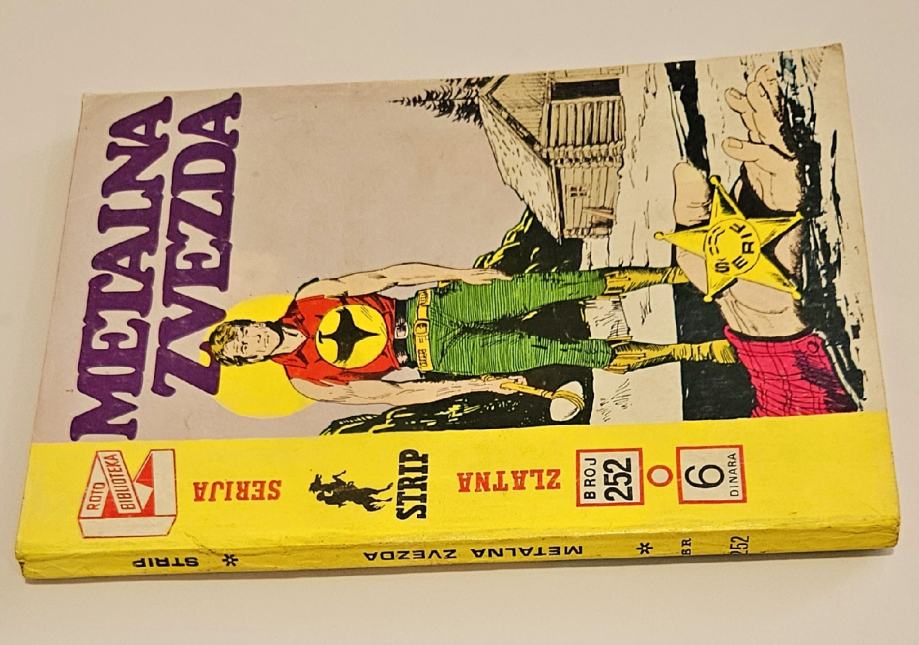 METALNA
ZVEZDA
ROTO
BIBLIOTEKA
SERIJA
STRIP
ZLATNA
BROJ
252
6
DINARA
ŠERIF
STRIP * METALNA ZVEZDA * BR 252